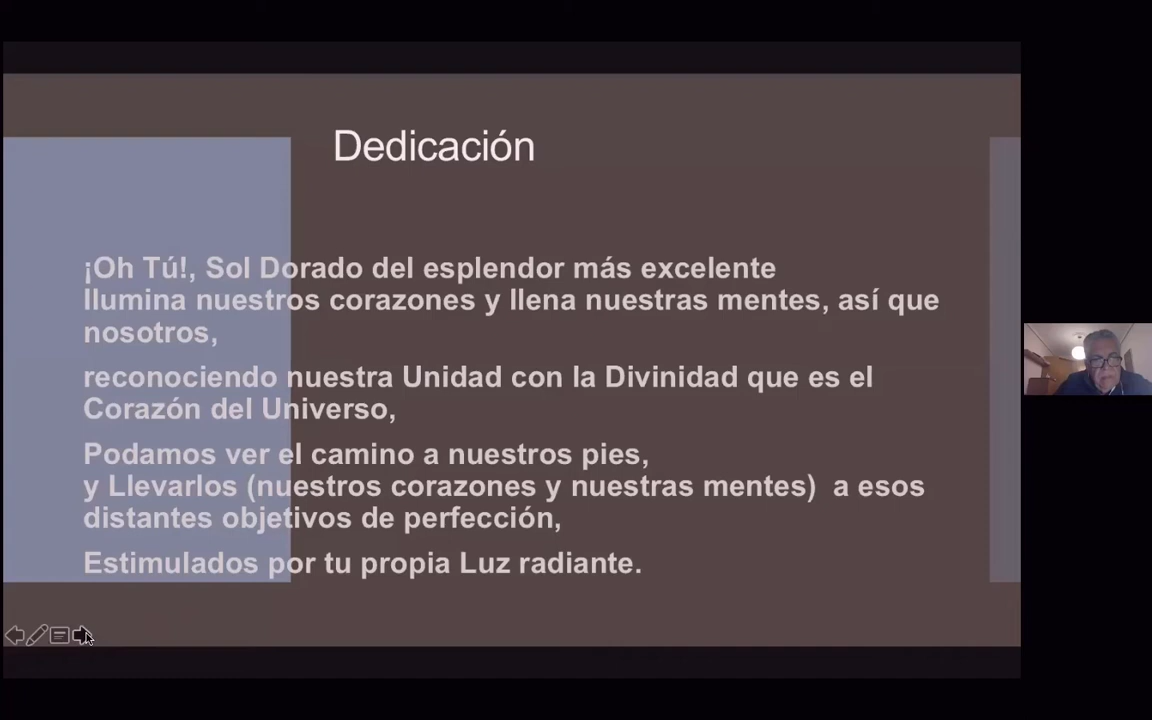 Dedicación
¡Oh Tú!, Sol Dorado del esplendor más excelente
Ilumina nuestros corazones y llena nuestras mentes, así que
nosotros,
reconociendo nuestra Unidad con la Divinidad que es el
Corazón del Universo,
Podamos ver el camino a nuestros pies,
y Llevarlos (nuestros corazones y nuestras mentes)  a esos
distantes objetivos de perfección,
Estimulados por tu propia Luz radiante.